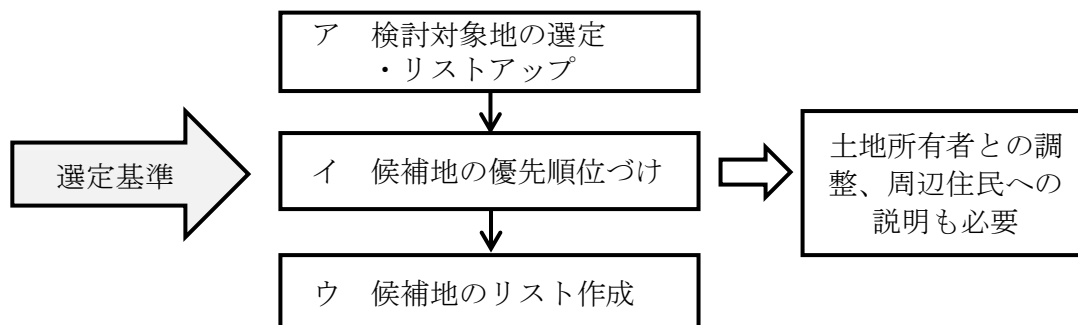 ア　検討対象地の選定
・リストアップ
選定基準
イ　候補地の優先順位づけ
土地所有者との調
整、周辺住民への
説明も必要
ウ　候補地のリスト作成